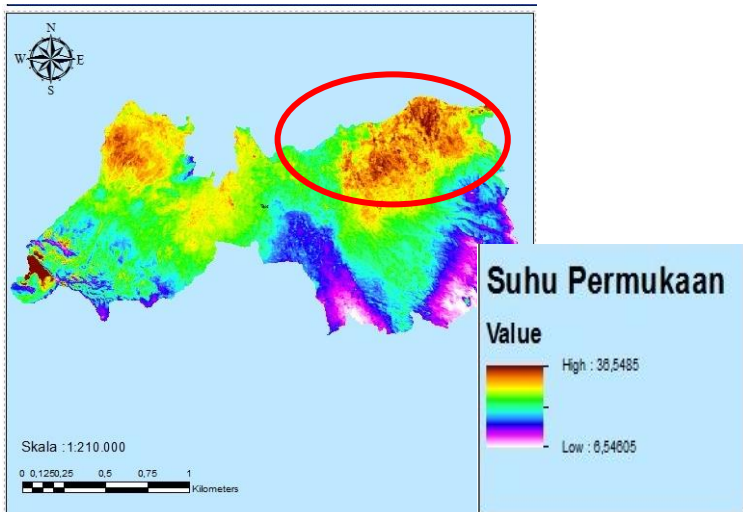 N
W E
S
Suhu Permukaan
Value
High : 36,5485
Low : 6,54605
Skala :1:210.000
0 0,1250,25 0,5 0,75 1
Kilometers